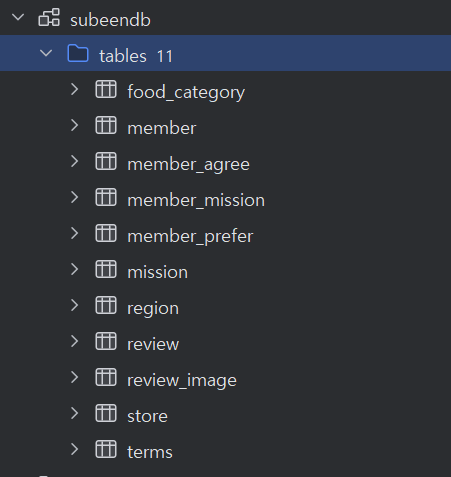 subeendb
tables 11
food_category
member
member_agree
member_mission
member_prefer
mission
region
review
review_image
store
terms